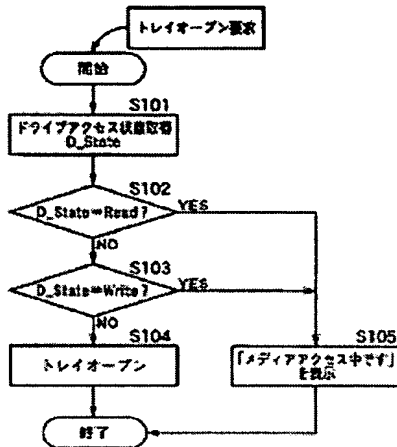 トレイオープン要求
開始
S101
ドライブアクセス状態取得
D_State
S102
D_State=Read?
YES
NO
S103
D_State=Write?
YES
NO
S104
トレイオープン
S105
「メディアアクセス中です」
を表示
終了